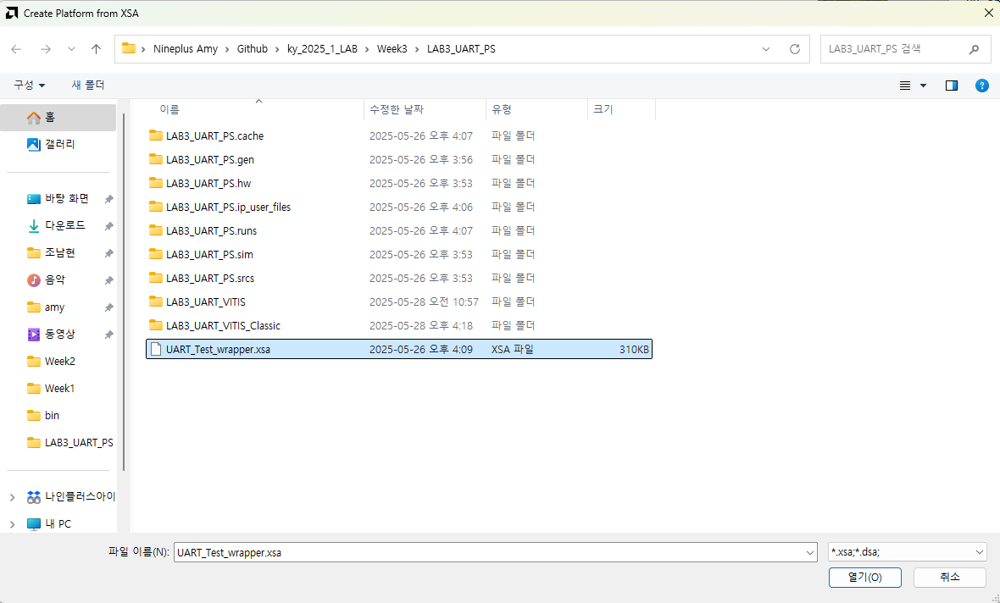 Create Platform from XSA
Nineplus Amy > Github > ky_2025_1_LAB > Week3 > LAB3_UART_PS
LAB3_UART_PS 검색
구성 새 폴더
홈
갤러리
바탕 화면
다운로드
조남현
음악
amy
동영상
Week2
Week1
bin
LAB3_UART_PS
나인플러스아이
내 PC
이름 수정한 날짜 유형 크기
LAB3_UART_PS.cache 2025-05-26 오후 4:07 파일 폴더
LAB3_UART_PS.gen 2025-05-26 오후 3:56 파일 폴더
LAB3_UART_PS.hw 2025-05-26 오후 3:53 파일 폴더
LAB3_UART_PS.ip_user_files 2025-05-26 오후 4:06 파일 폴더
LAB3_UART_PS.runs 2025-05-26 오후 4:07 파일 폴더
LAB3_UART_PS.sim 2025-05-26 오후 3:53 파일 폴더
LAB3_UART_PS.srcs 2025-05-26 오후 3:53 파일 폴더
LAB3_UART_VITIS 2025-05-28 오전 10:57 파일 폴더
LAB3_UART_VITIS_Classic 2025-05-28 오후 4:18 파일 폴더
UART_Test_wrapper.xsa 2025-05-26 오후 4:09 XSA 파일 310KB
파일 이름(N): UART_Test_wrapper.xsa
*.xsa;*.dsa;
열기(O) 취소